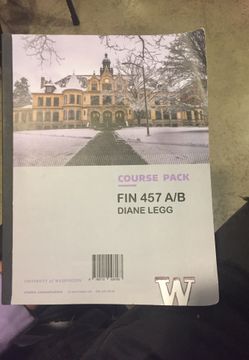 COURSE PACK
FIN 457 A/B
DIANE LEGG
UNIVERSITY of WASHINGTON
W